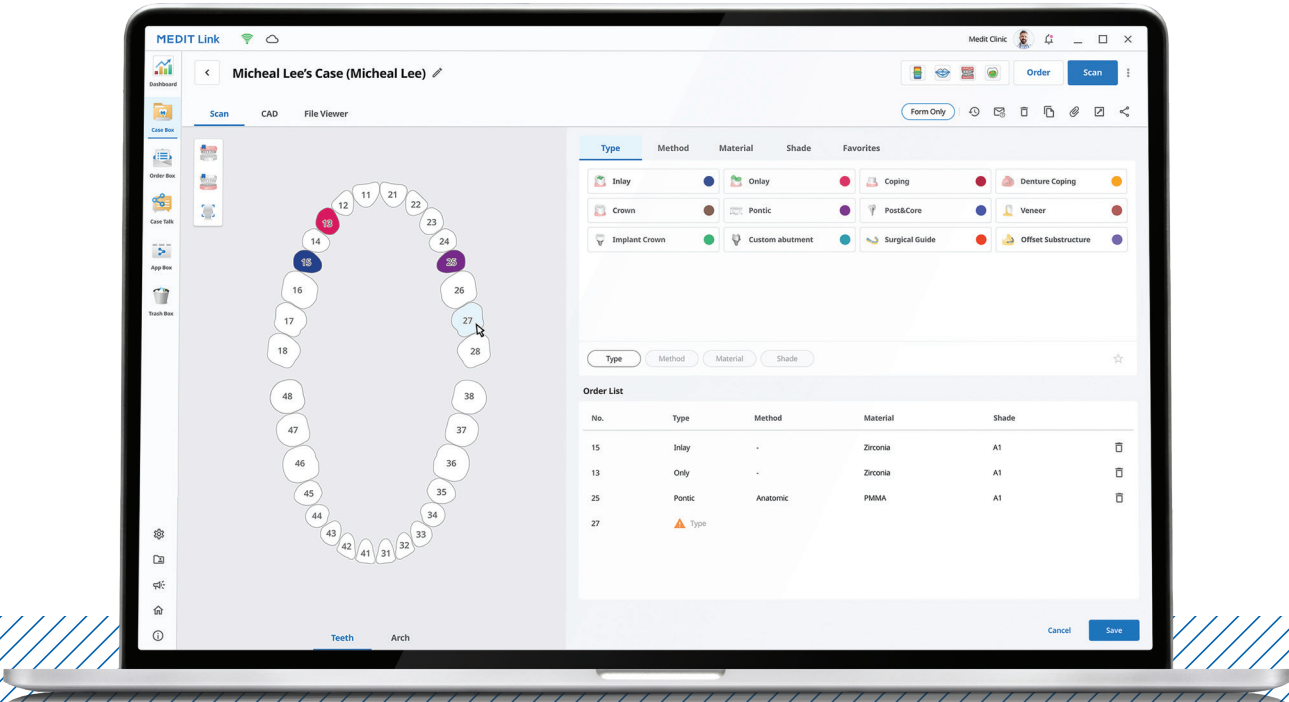 MEDIT Link
Medit Clinic
Dashboard
Case Box
Order Box
Case Talk
App Box
Trash Box
Micheal Lee's Case (Micheal Lee)
Order
Scan
Scan
CAD
File Viewer
Form Only
11
21
12
22
13
23
14
24
15
25
16
26
17
27
18
28
48
38
47
37
46
36
45
35
44
34
43
33
42
32
41
31
Teeth
Arch
Type
Method
Material
Shade
Favorites
Inlay
Onlay
Coping
Denture Coping
Crown
Pontic
Post&Core
Veneer
Implant Crown
Custom abutment
Surgical Guide
Offset Substructure
Type
Method
Material
Shade
Order List
No. Type Method Material Shade
15 Inlay - Zirconia A1
13 Only - Zirconia A1
25 Pontic Anatomic PMMA A1
27 Type
Cancel
Save